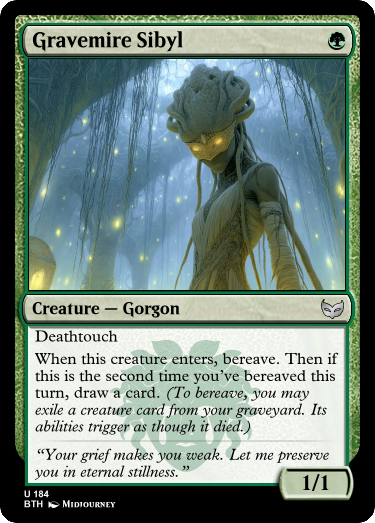 Gravemire Sibyl
Creature — Gorgon
Deathtouch
When this creature enters, bereave. Then if
this is the second time you've bereaved this
turn, draw a card. (To bereave, you may
exile a creature card from your graveyard. Its
abilities trigger as though it died.)
“Your grief makes you weak. Let me preserve
you in eternal stillness.”
1/1
U 184
BTH Midjourney